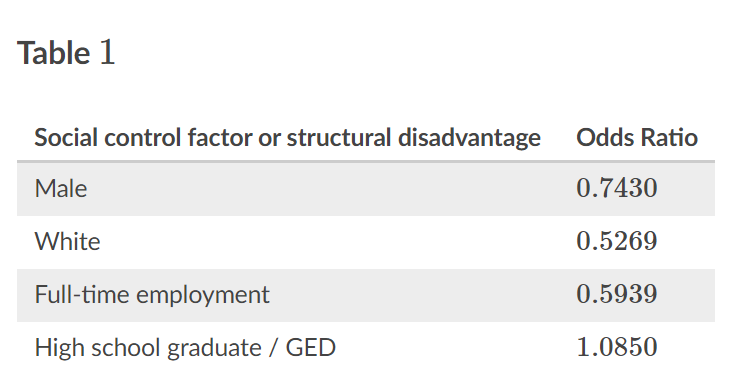 Table 1
Social control factor or structural disadvantage Odds Ratio
Male 0.7430
White 0.5269
Full-time employment 0.5939
High school graduate / GED 1.0850